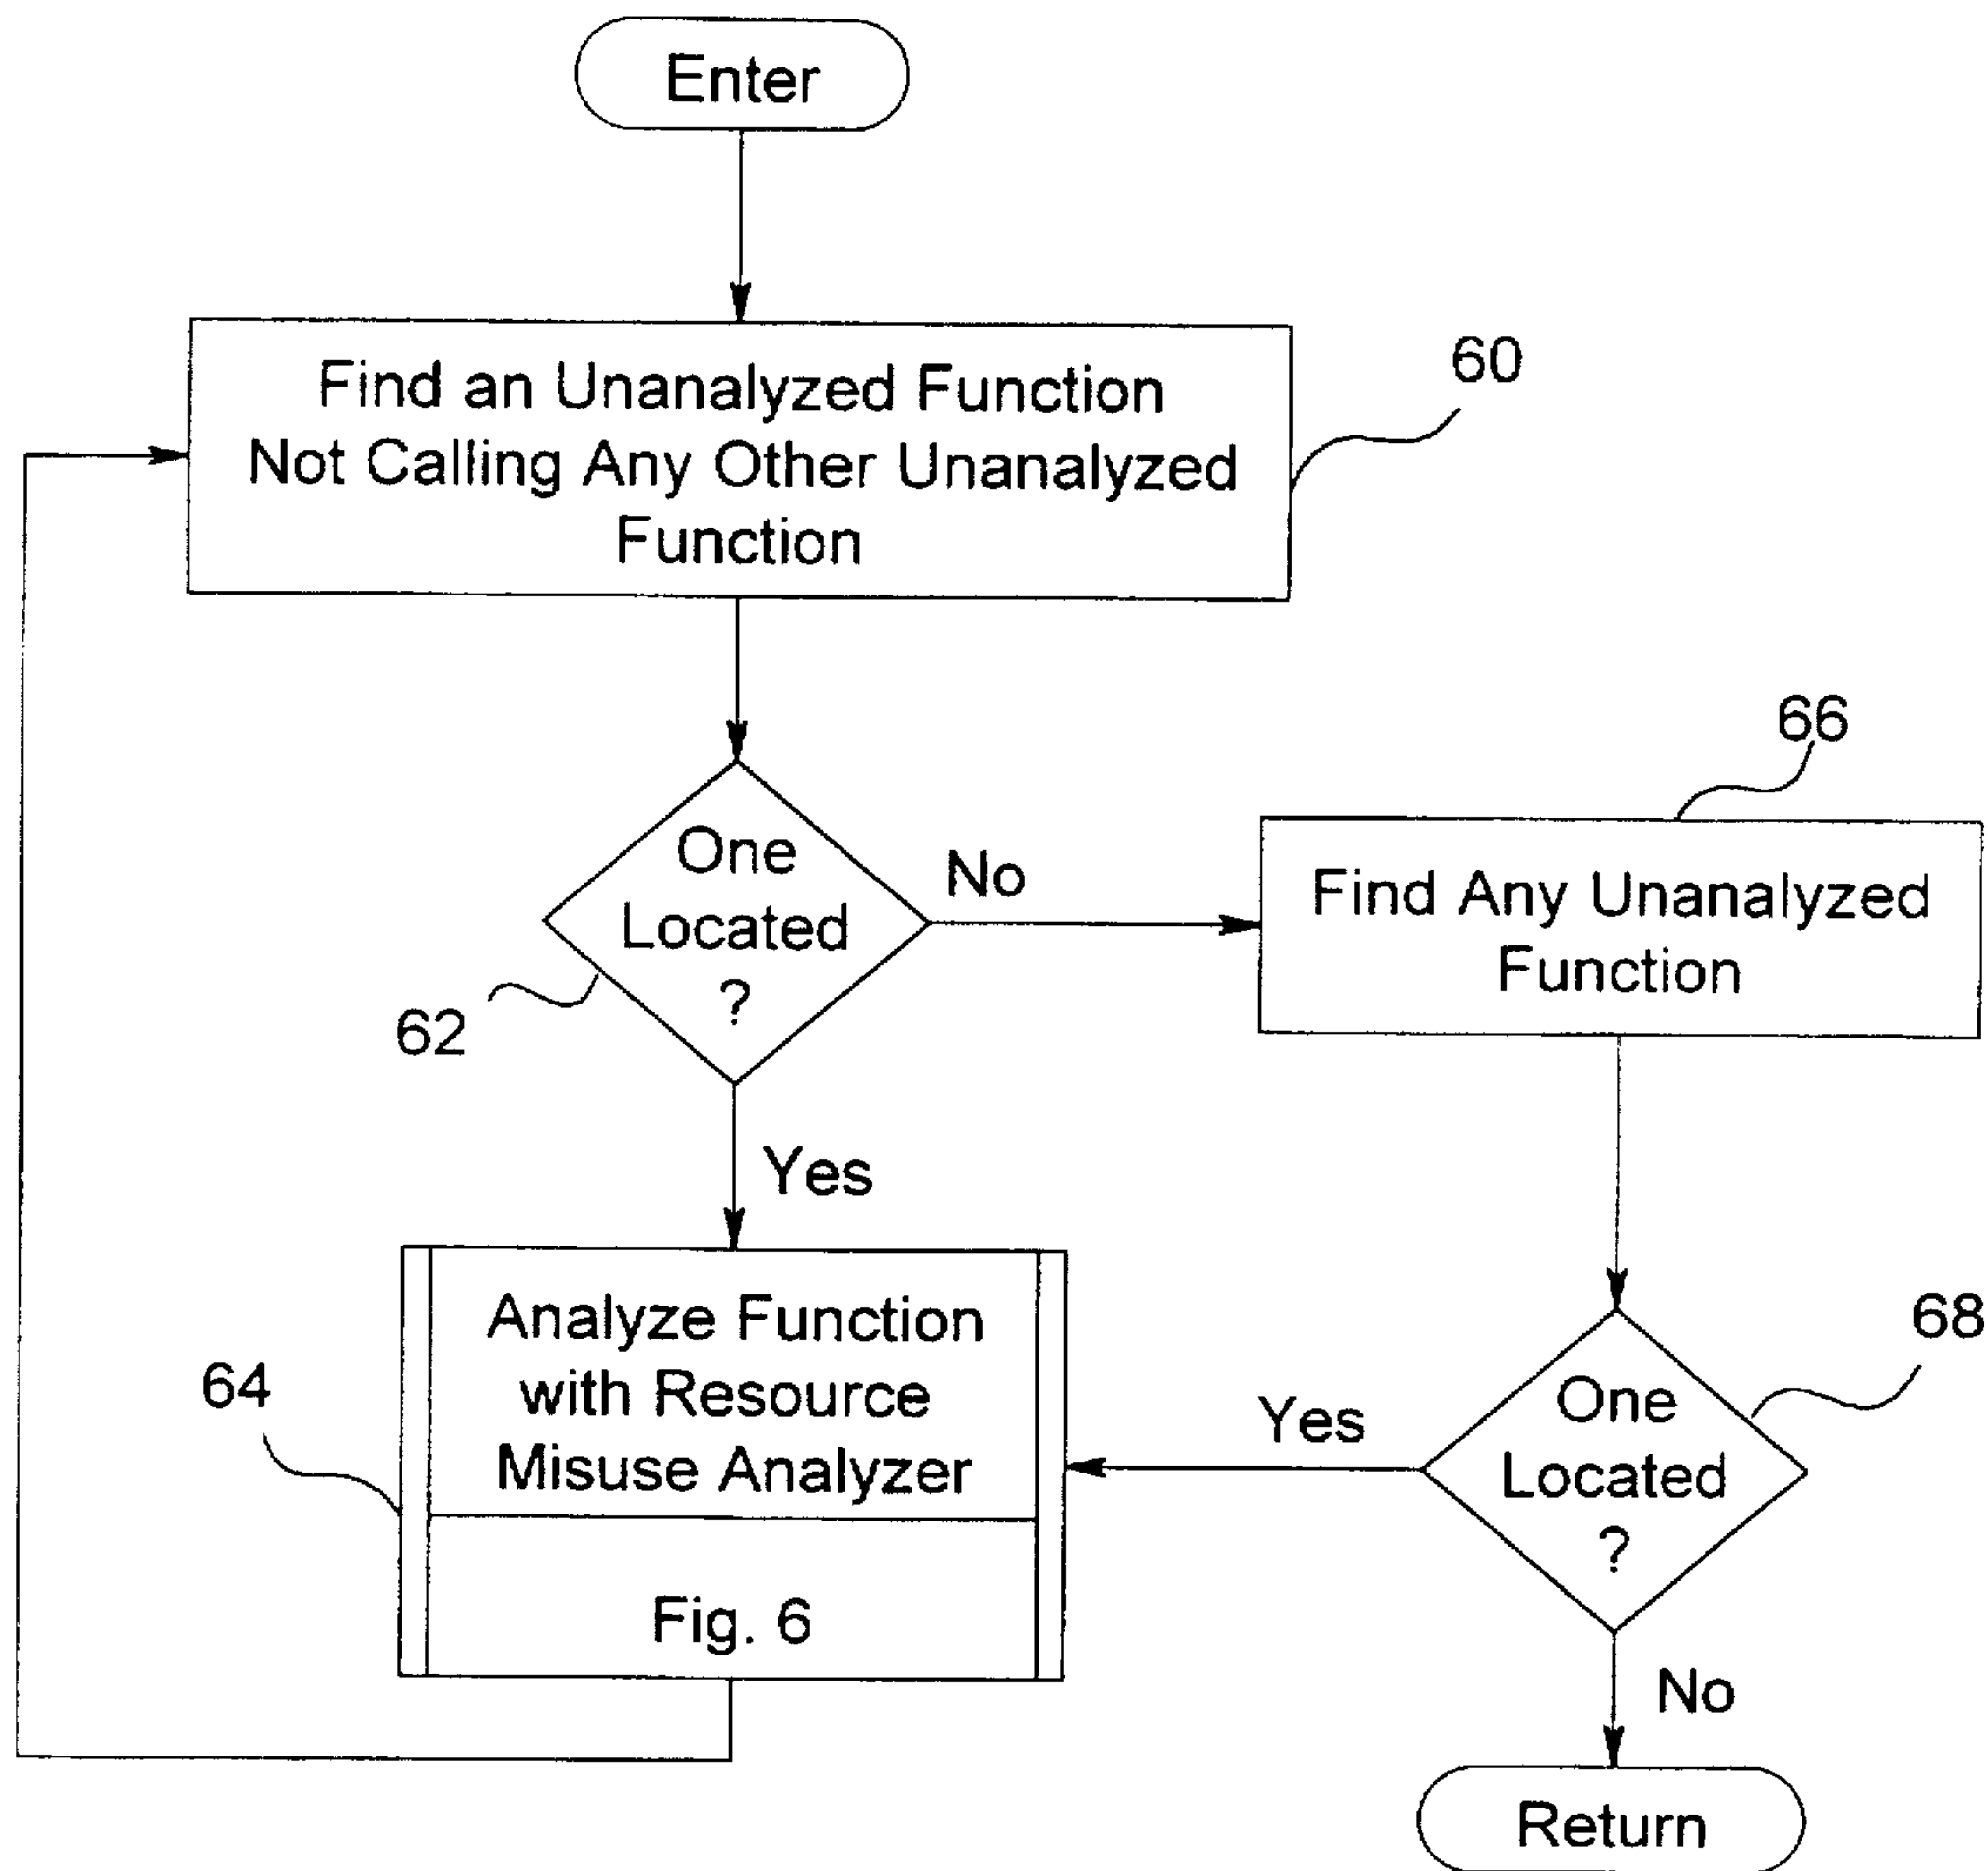 Enter
Find an Unanalyzed Function
Not Calling Any Other Unanalyzed
Function
60
One
Located
?
62
No
66
Find Any Unanalyzed
Function
Yes
64
Analyze Function
with Resource
Misuse Analyzer
Fig. 6
Yes
One
Located
?
68
No
Return